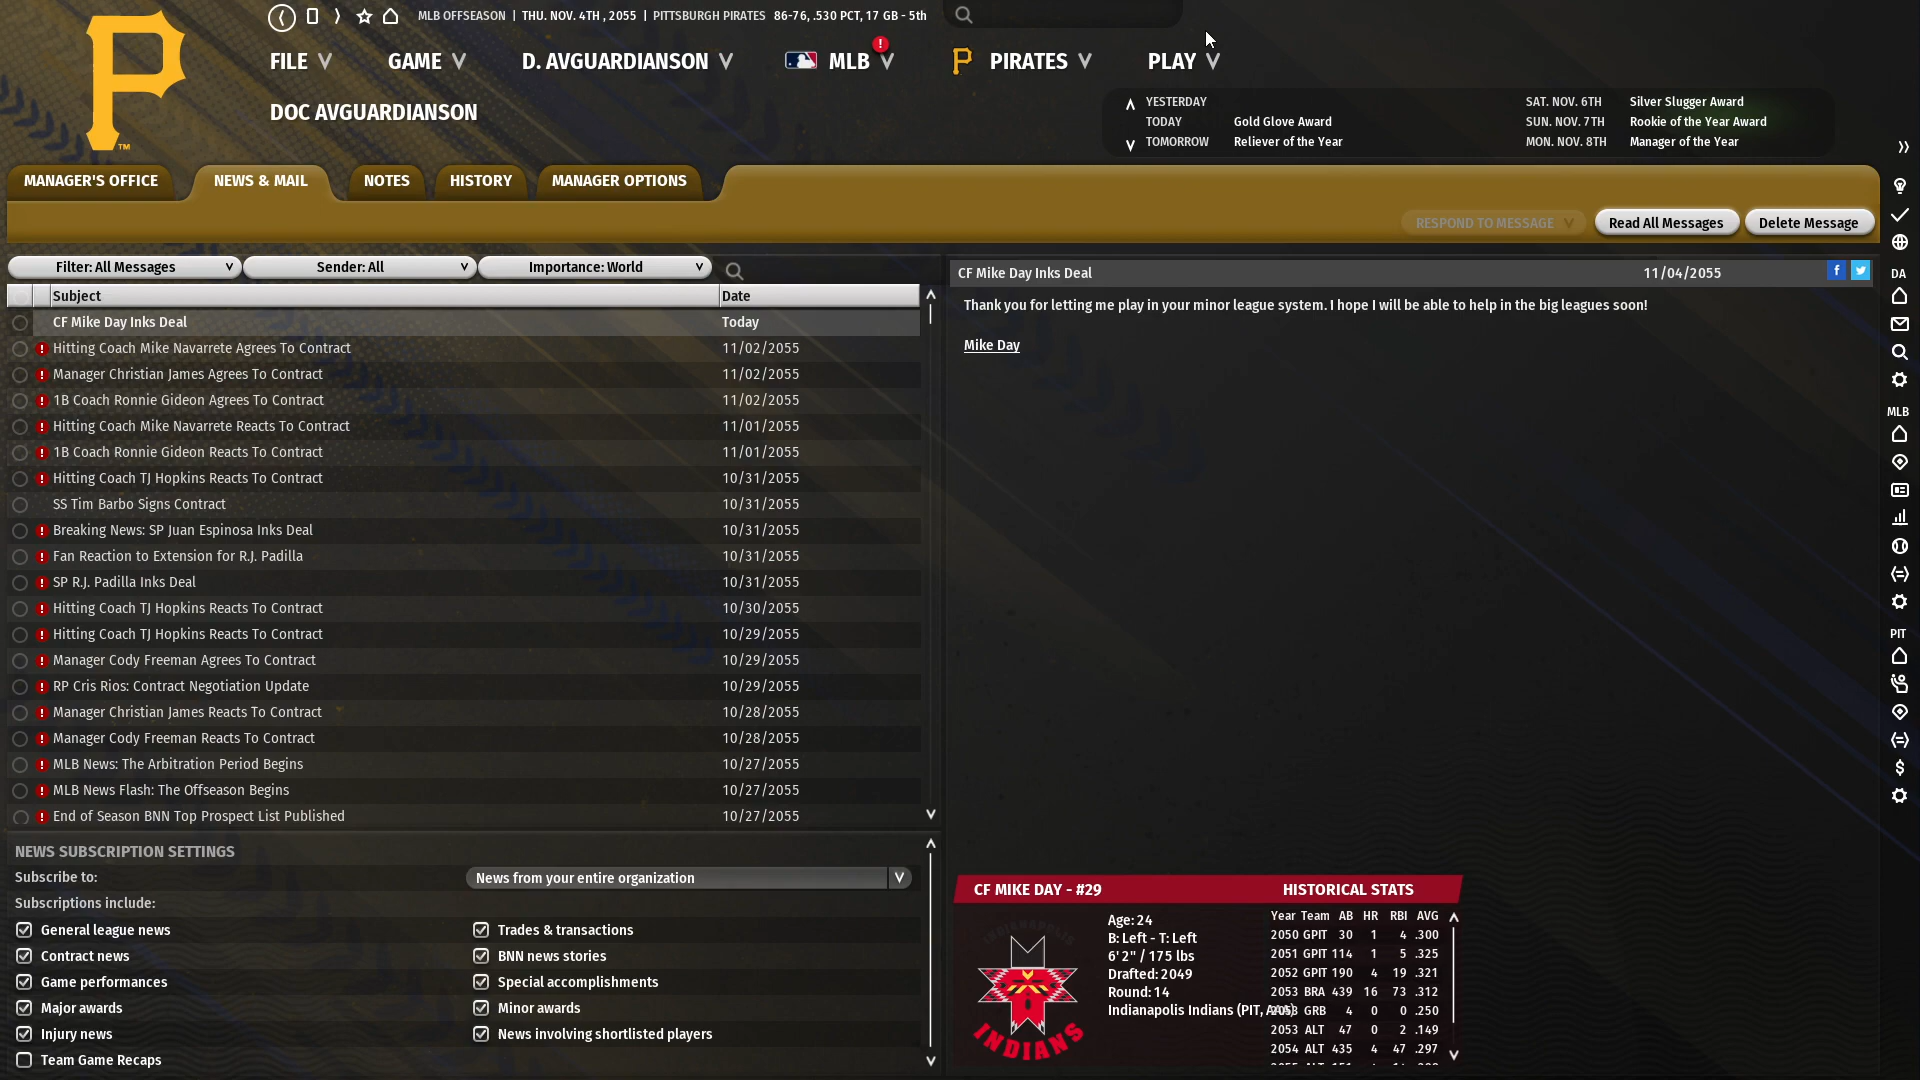 MLB OFFSEASON | THU. NOV. 4TH , 2055 | PITTSBURGH PIRATES 86-76, .530 PCT, 17 GB - 5th
FILE GAME D. AVGUARDIANSON MLB PIRATES PLAY
DOC AVGUARDIANSON
YESTERDAY SAT. NOV. 6TH Silver Slugger Award
TODAY Gold Glove Award SUN. NOV. 7TH Rookie of the Year Award
TOMORROW Reliever of the Year MON. NOV. 8TH Manager of the Year
MANAGER'S OFFICE NEWS & MAIL NOTES HISTORY MANAGER OPTIONS
RESPOND TO MESSAGE Read All Messages Delete Message
Filter: All Messages Sender: All Importance: World
Subject Date
CF Mike Day Inks Deal Today
Hitting Coach Mike Navarrete Agrees To Contract 11/02/2055
Manager Christian James Agrees To Contract 11/02/2055
1B Coach Ronnie Gideon Agrees To Contract 11/02/2055
Hitting Coach Mike Navarrete Reacts To Contract 11/01/2055
1B Coach Ronnie Gideon Reacts To Contract 11/01/2055
Hitting Coach TJ Hopkins Reacts To Contract 10/31/2055
SS Tim Barbo Signs Contract 10/31/2055
Breaking News: SP Juan Espinosa Inks Deal 10/31/2055
Fan Reaction to Extension for R.J. Padilla 10/31/2055
SP R.J. Padilla Inks Deal 10/31/2055
Hitting Coach TJ Hopkins Reacts To Contract 10/30/2055
Hitting Coach TJ Hopkins Reacts To Contract 10/29/2055
Manager Cody Freeman Agrees To Contract 10/29/2055
RP Cris Rios: Contract Negotiation Update 10/29/2055
Manager Christian James Reacts To Contract 10/28/2055
Manager Cody Freeman Reacts To Contract 10/28/2055
MLB News: The Arbitration Period Begins 10/27/2055
MLB News Flash: The Offseason Begins 10/27/2055
End of Season BNN Top Prospect List Published 10/27/2055
NEWS SUBSCRIPTION SETTINGS
Subscribe to: News from your entire organization
Subscriptions include:
General league news Trades & transactions
Contract news BNN news stories
Game performances Special accomplishments
Major awards Minor awards
Injury news News involving shortlisted players
Team Game Recaps
CF Mike Day Inks Deal 11/04/2055
Thank you for letting me play in your minor league system. I hope I will be able to help in the big leagues soon!
Mike Day
CF MIKE DAY - #29 HISTORICAL STATS
Age: 24
B: Left - T: Left
6' 2" / 175 lbs
Drafted: 2049
Round: 14
Indianapolis Indians (PIT, AAA)
INDIANAPOLIS
INDIANS
Year Team AB HR RBI AVG
2050 GPIT 30 1 4 .300
2051 GPIT 114 1 5 .325
2052 GPIT 190 4 19 .321
2053 BRA 439 16 73 .312
2053 GRB 4 0 0 .250
2053 ALT 47 0 2 .149
2054 ALT 435 4 47 .297
DA
MLB
PIT